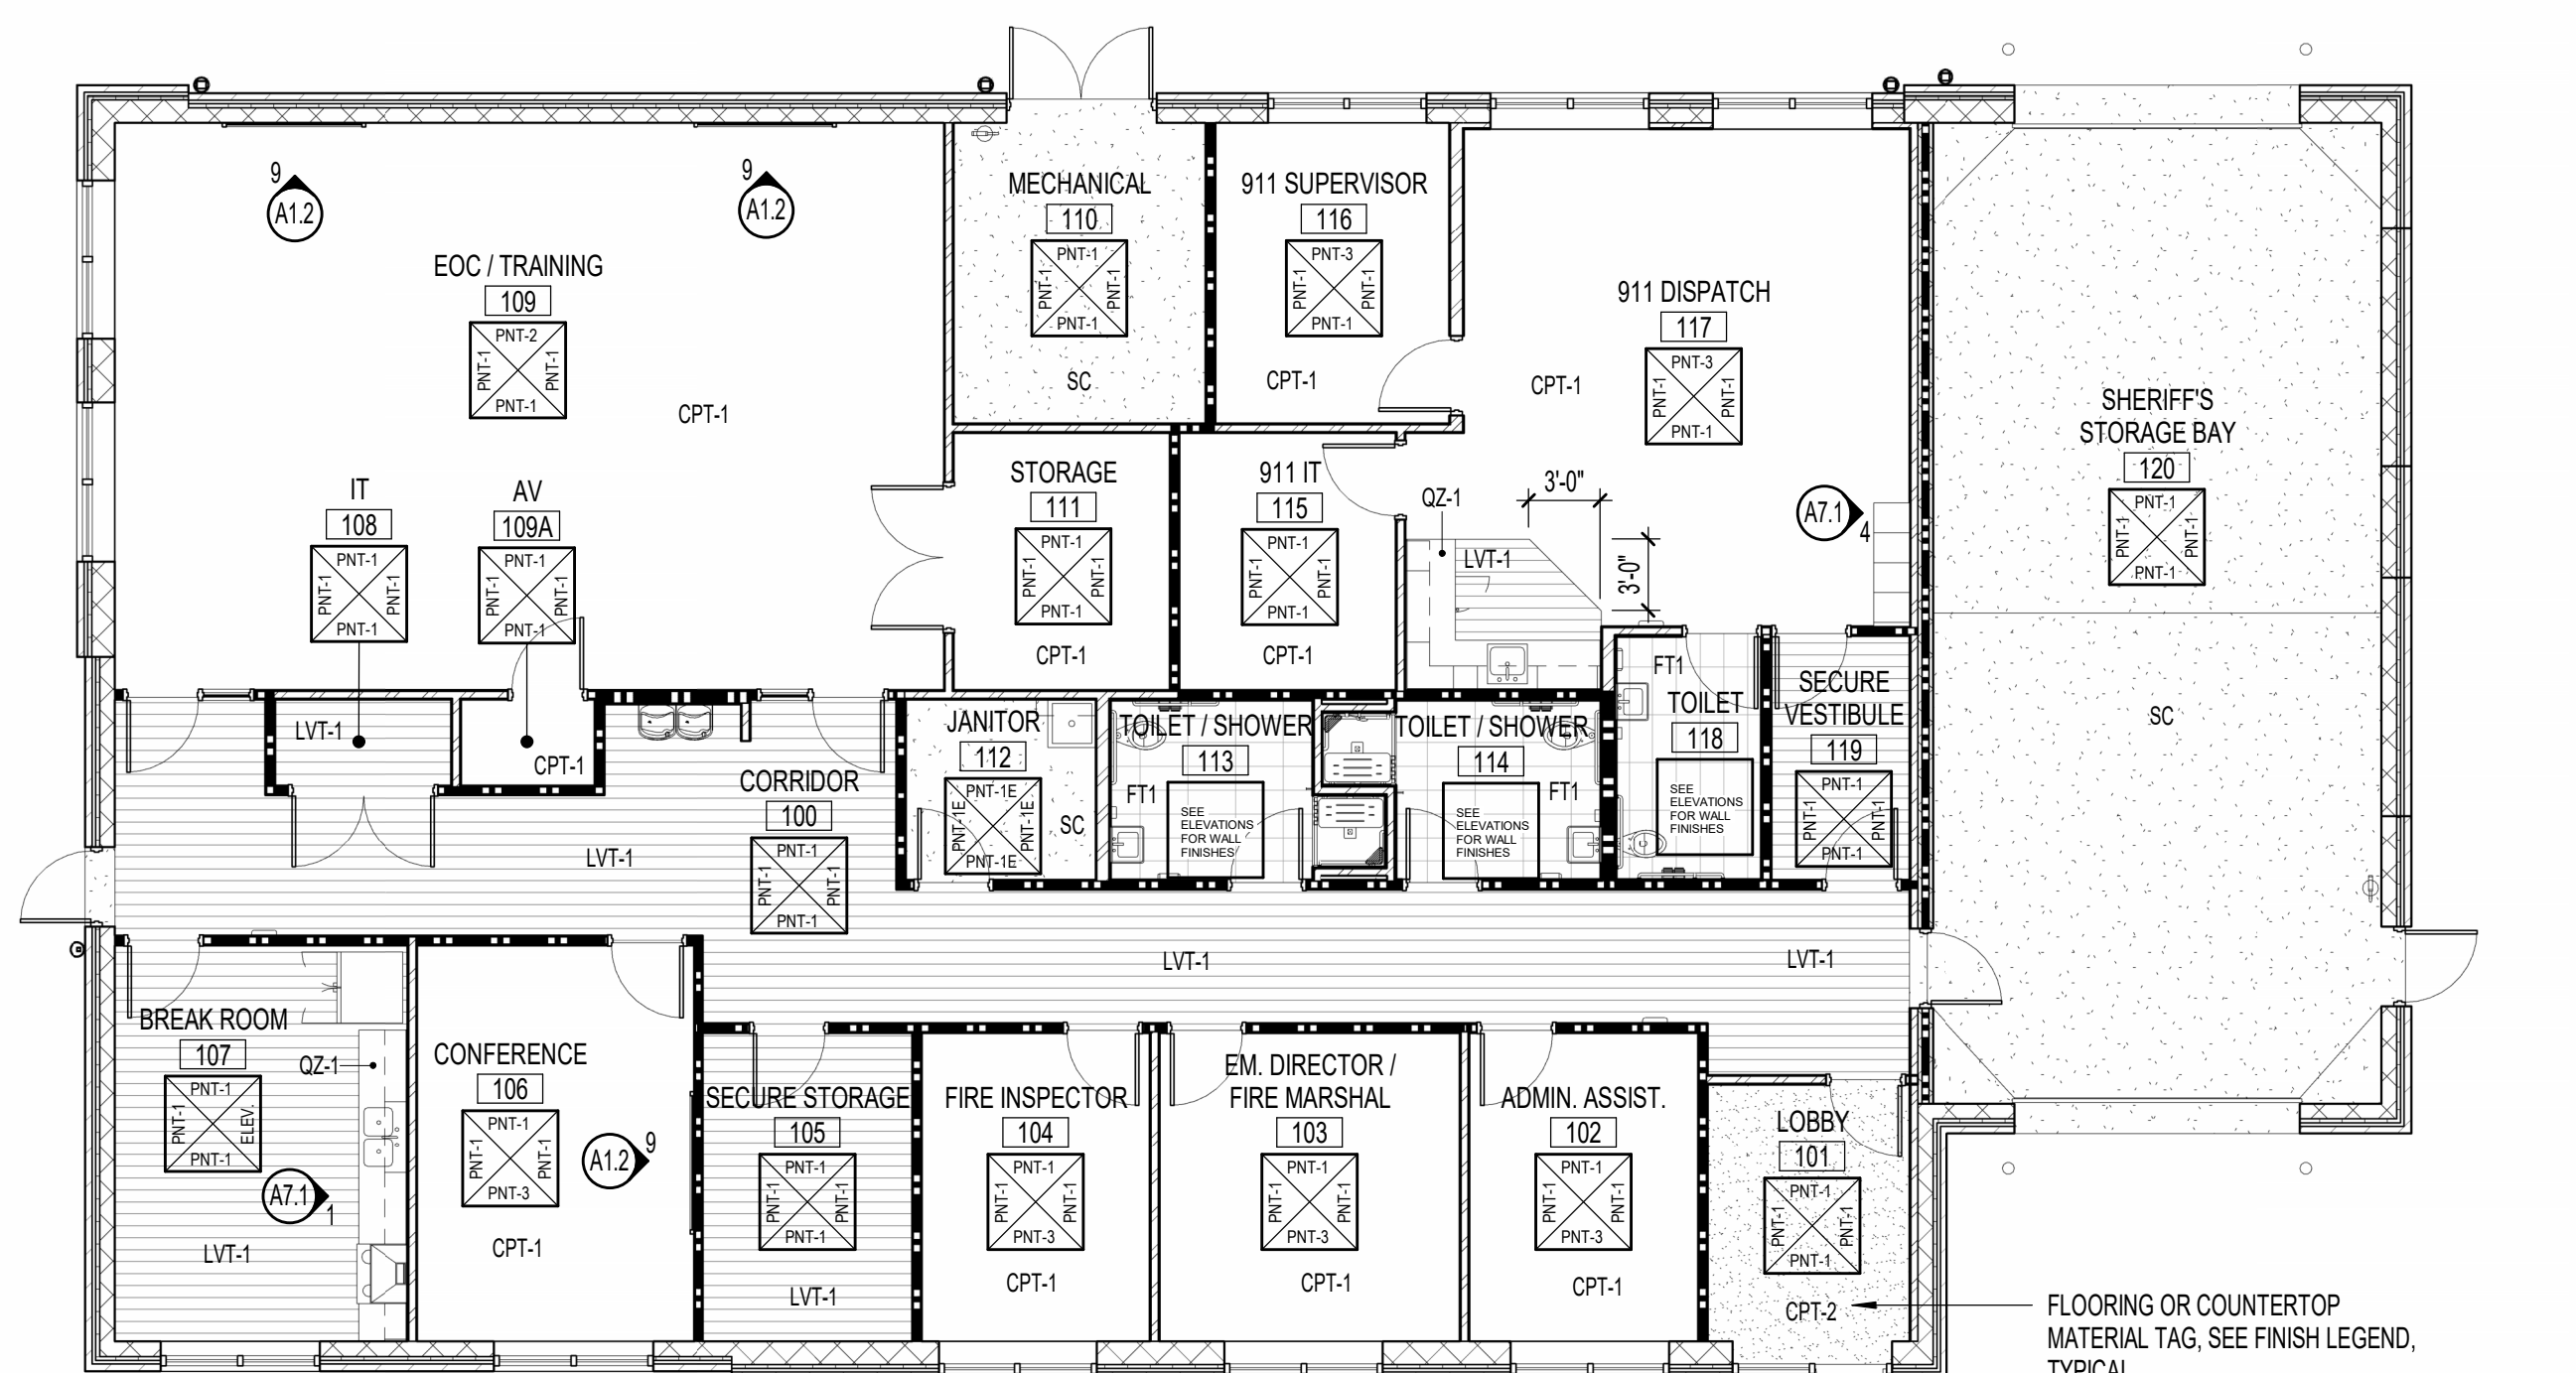 9
A1.2
9
A1.2
EOC / TRAINING
109
PNT-2
PNT-1
PNT-1
PNT-1
CPT-1
MECHANICAL
110
PNT-1
PNT-1
PNT-1
PNT-1
SC
911 SUPERVISOR
116
PNT-3
PNT-1
PNT-1
PNT-1
CPT-1
911 DISPATCH
117
PNT-3
PNT-1
PNT-1
PNT-1
CPT-1
SHERIFF'S
STORAGE BAY
120
PNT-1
PNT-1
PNT-1
PNT-1
SC
IT
108
PNT-1
PNT-1
PNT-1
PNT-1
LVT-1
AV
109A
PNT-1
PNT-1
PNT-1
PNT-1
CPT-1
STORAGE
111
PNT-1
PNT-1
PNT-1
PNT-1
CPT-1
911 IT
115
PNT-1
PNT-1
PNT-1
PNT-1
CPT-1
QZ-1
3'-0"
LVT-1
3'-0"
A7.1
4
CORRIDOR
100
PNT-1
PNT-1
PNT-1
PNT-1
LVT-1
LVT-1
LVT-1
JANITOR
112
PNT-1E
PNT-1E
PNT-1E
PNT-1E
SC
TOILET / SHOWER
113
FT1
SEE
ELEVATIONS
FOR WALL
FINISHES
TOILET / SHOWER
114
FT1
SEE
ELEVATIONS
FOR WALL
FINISHES
FT1
TOILET
118
SEE
ELEVATIONS
FOR WALL
FINISHES
SECURE
VESTIBULE
119
PNT-1
PNT-1
PNT-1
PNT-1
BREAK ROOM
107
QZ-1
PNT-1
PNT-1
ELEV.
PNT-1
A7.1
1
LVT-1
CONFERENCE
106
PNT-1
PNT-1
PNT-1
PNT-3
A1.2
9
CPT-1
SECURE STORAGE
105
PNT-1
PNT-1
PNT-1
PNT-1
LVT-1
FIRE INSPECTOR
104
PNT-1
PNT-1
PNT-1
PNT-3
CPT-1
EM. DIRECTOR /
FIRE MARSHAL
103
PNT-1
PNT-1
PNT-1
PNT-3
CPT-1
ADMIN. ASSIST.
102
PNT-1
PNT-1
PNT-1
PNT-3
CPT-1
LOBBY
101
PNT-1
PNT-1
PNT-1
PNT-1
CPT-2
FLOORING OR COUNTERTOP
MATERIAL TAG, SEE FINISH LEGEND,
TYPICAL